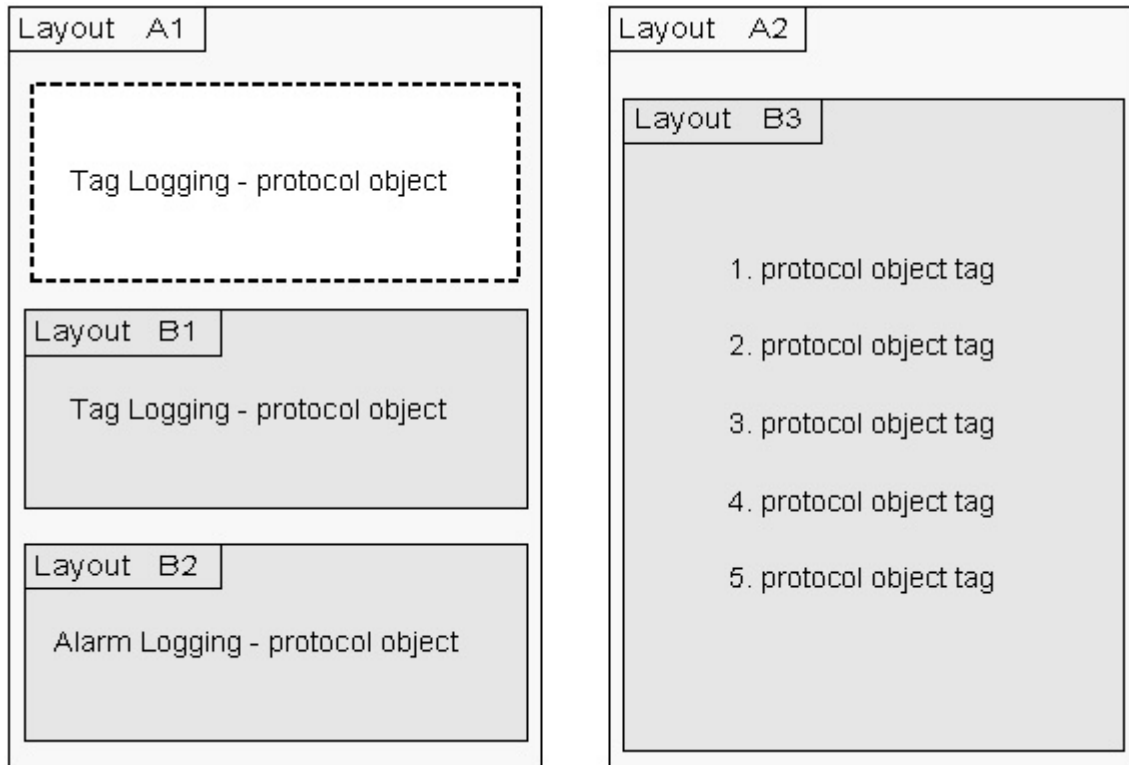 Layout A1
Tag Logging - protocol object
Layout B1
Tag Logging - protocol object
Layout B2
Alarm Logging - protocol object
Layout A2
Layout B3
1. protocol object tag
2. protocol object tag
3. protocol object tag
4. protocol object tag
5. protocol object tag